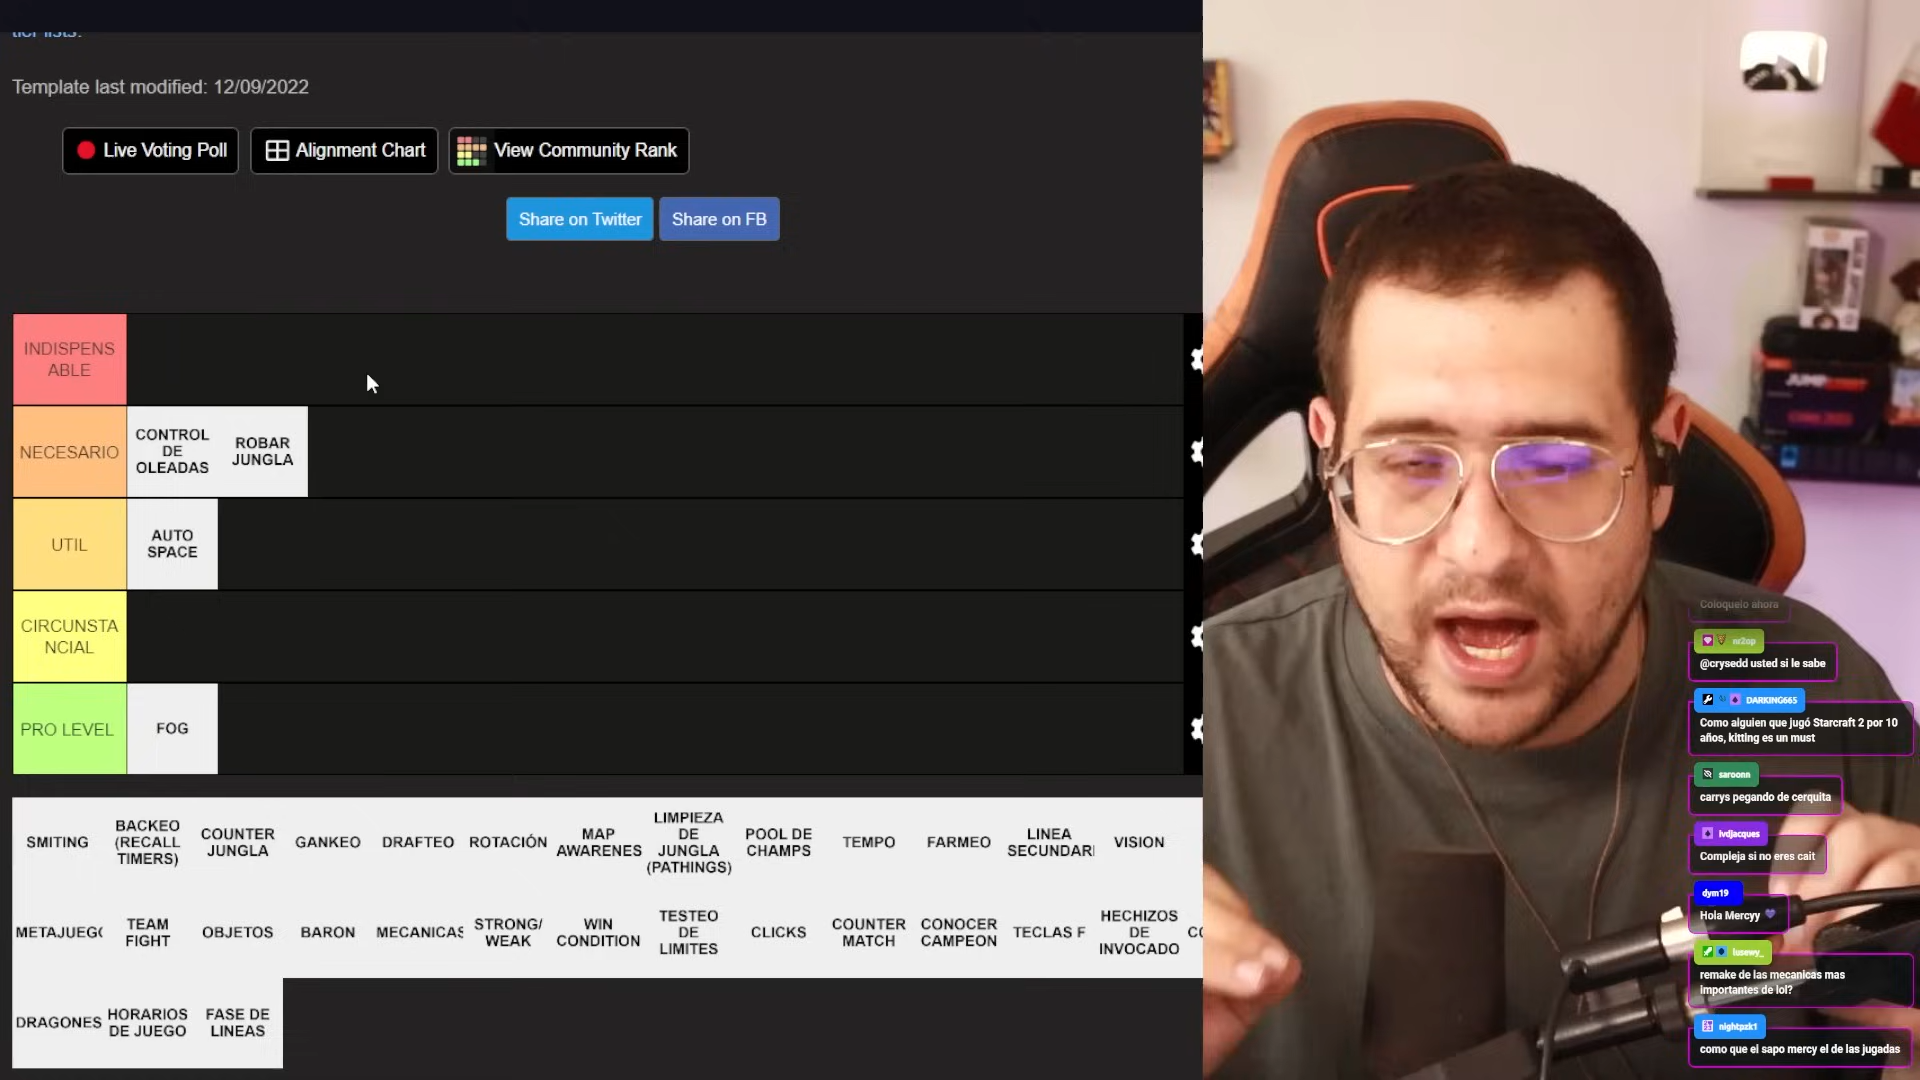 tier lists.
Template last modified: 12/09/2022
Live Voting Poll
Alignment Chart
View Community Rank
Share on Twitter
Share on FB
INDISPENS
ABLE
NECESARIO
CONTROL
DE
OLEADAS
ROBAR
JUNGLA
UTIL
AUTO
SPACE
CIRCUNSTA
NCIAL
PRO LEVEL
FOG
SMITING
BACKEO
(RECALL
TIMERS)
COUNTER
JUNGLA
GANKEO
DRAFTEO
ROTACIÓN
MAP
AWARENES
LIMPIEZA
DE
JUNGLA
(PATHINGS)
POOL DE
CHAMPS
TEMPO
FARMEO
LINEA
SECUNDARI
VISION
METAJUEGO
TEAM
FIGHT
OBJETOS
BARON
MECANICAS
STRONG/
WEAK
WIN
CONDITION
TESTEO
DE
LIMITES
CLICKS
COUNTER
MATCH
CONOCER
CAMPEON
TECLAS F
HECHIZOS
DE
INVOCADO
DRAGONES
HORARIOS
DE JUEGO
FASE DE
LINEAS
Coloquelo ahora
nr2op
@crysedd usted si le sabe
DARKING665
Como alguien que jugó Starcraft 2 por 10
años, kitting es un must
saroonn
carrys pegando de cerquita
lvdjacques
Compleja si no eres cait
dym19
Hola Mercyy
lusewy_
remake de las mecanicas mas
importantes de lol?
nightpzk1
como que el sapo mercy el de las jugadas